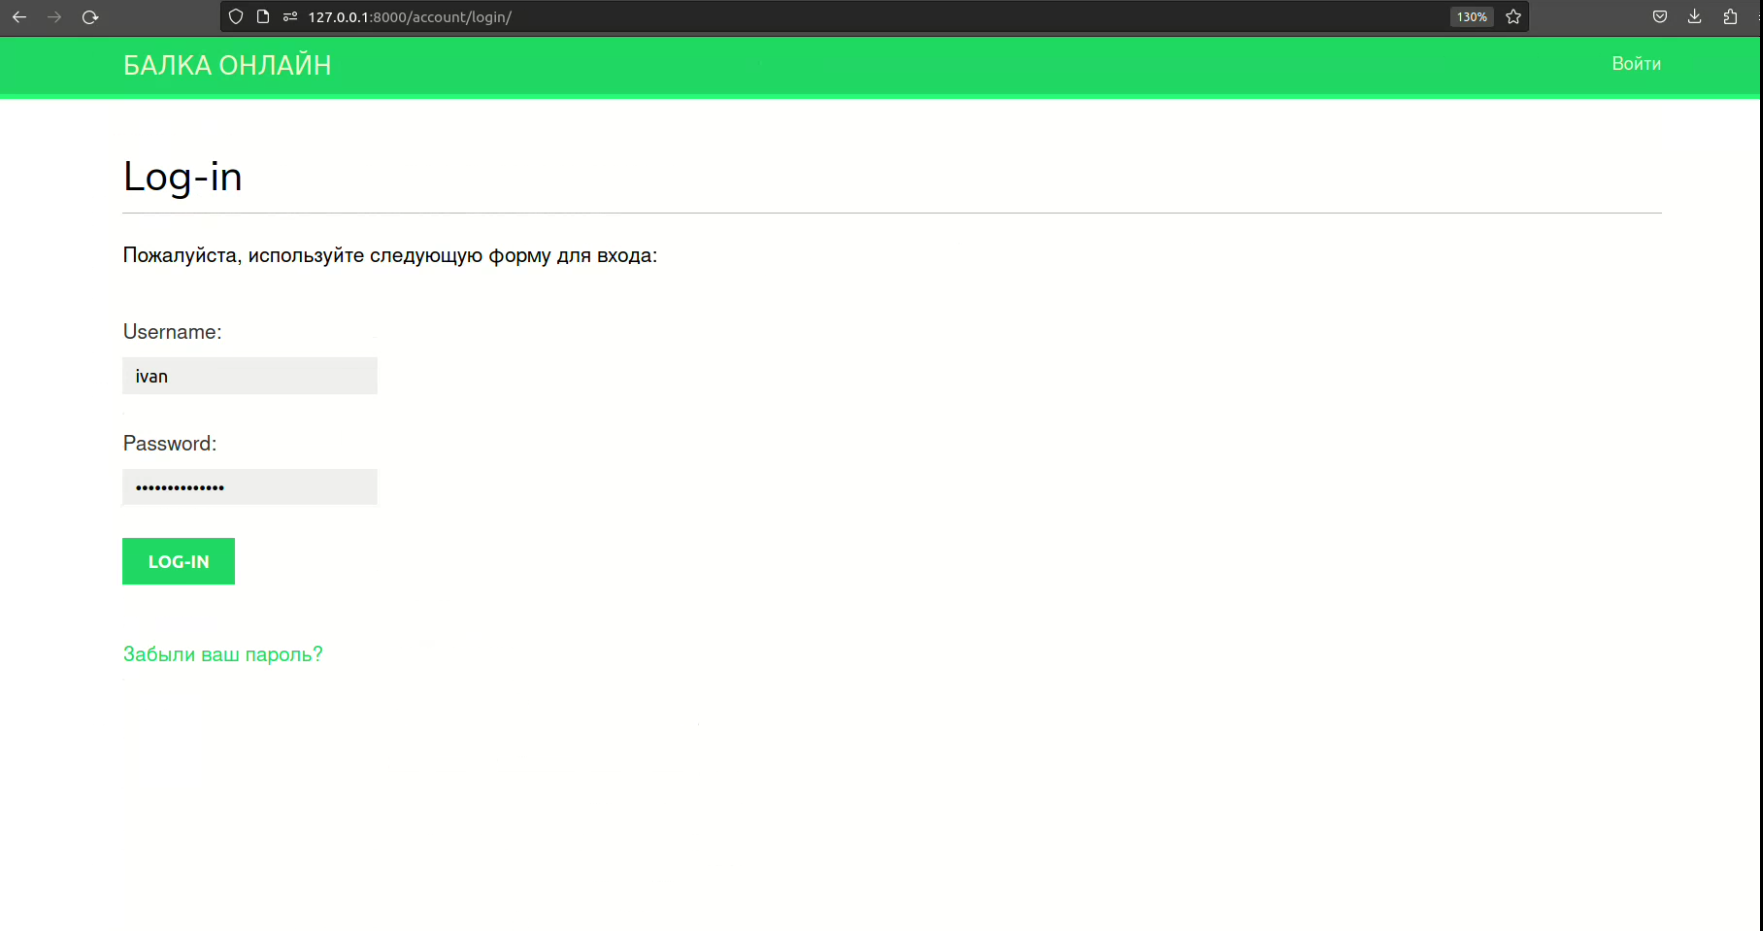 127.0.0.1:8000/account/login/
130%
БАЛКА ОНЛАЙН
Войти
Log-in
Пожалуйста, используйте следующую форму для входа:
Username:
ivan
Password:
••••••••••••••
LOG-IN
Забыли ваш пароль?